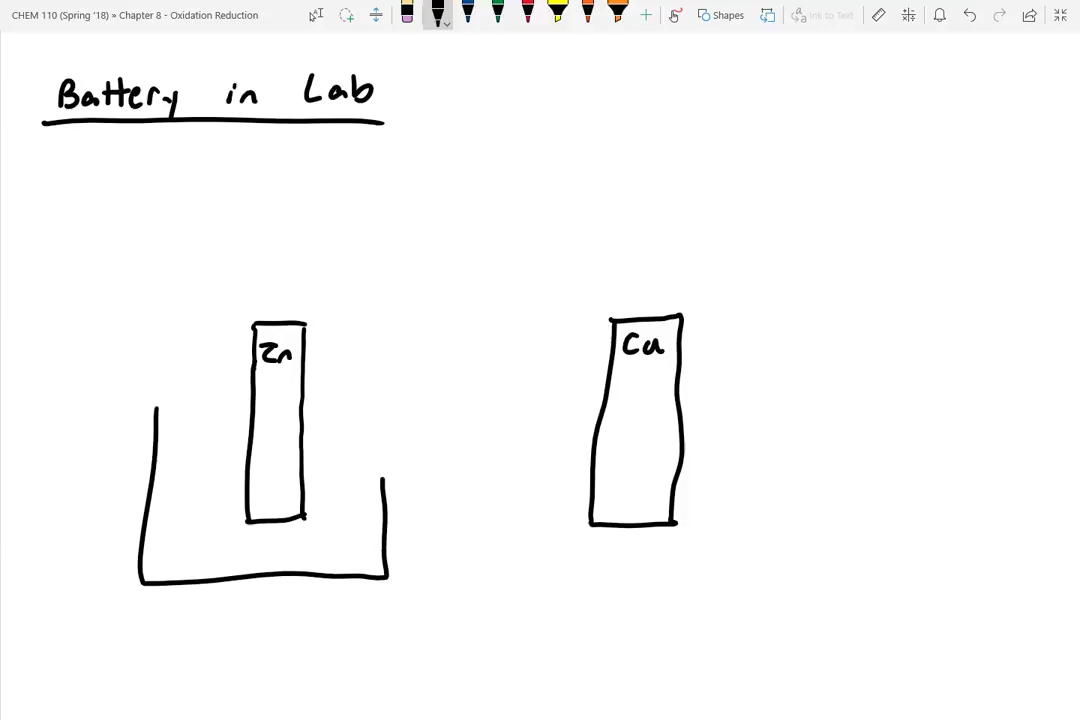 CHEM 110 (Spring '18) » Chapter 8 - Oxidation Reduction
Shapes
Ink to Text
Battery in Lab
Zn
Cu